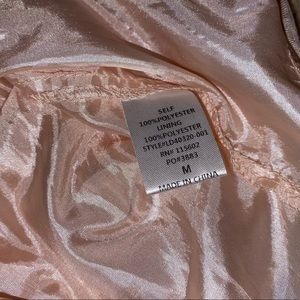 SELF
100%POLYESTER
LINING
100%POLYESTER
STYLE#LD40320-001
RN# 115602
PO#3883
M
MADE IN CHINA